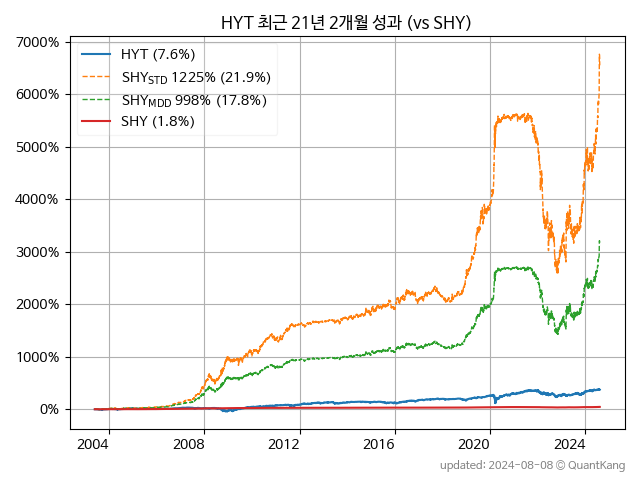 HYT 최근 21년 2개월 성과 (vs SHY)
7000%
6000%
5000%
4000%
3000%
2000%
1000%
0%
HYT (7.6%)
SHYSTD 1225% (21.9%)
SHYMDD 998% (17.8%)
SHY (1.8%)
2004 2008 2012 2016 2020 2024
updated: 2024-08-08 © QuantKang